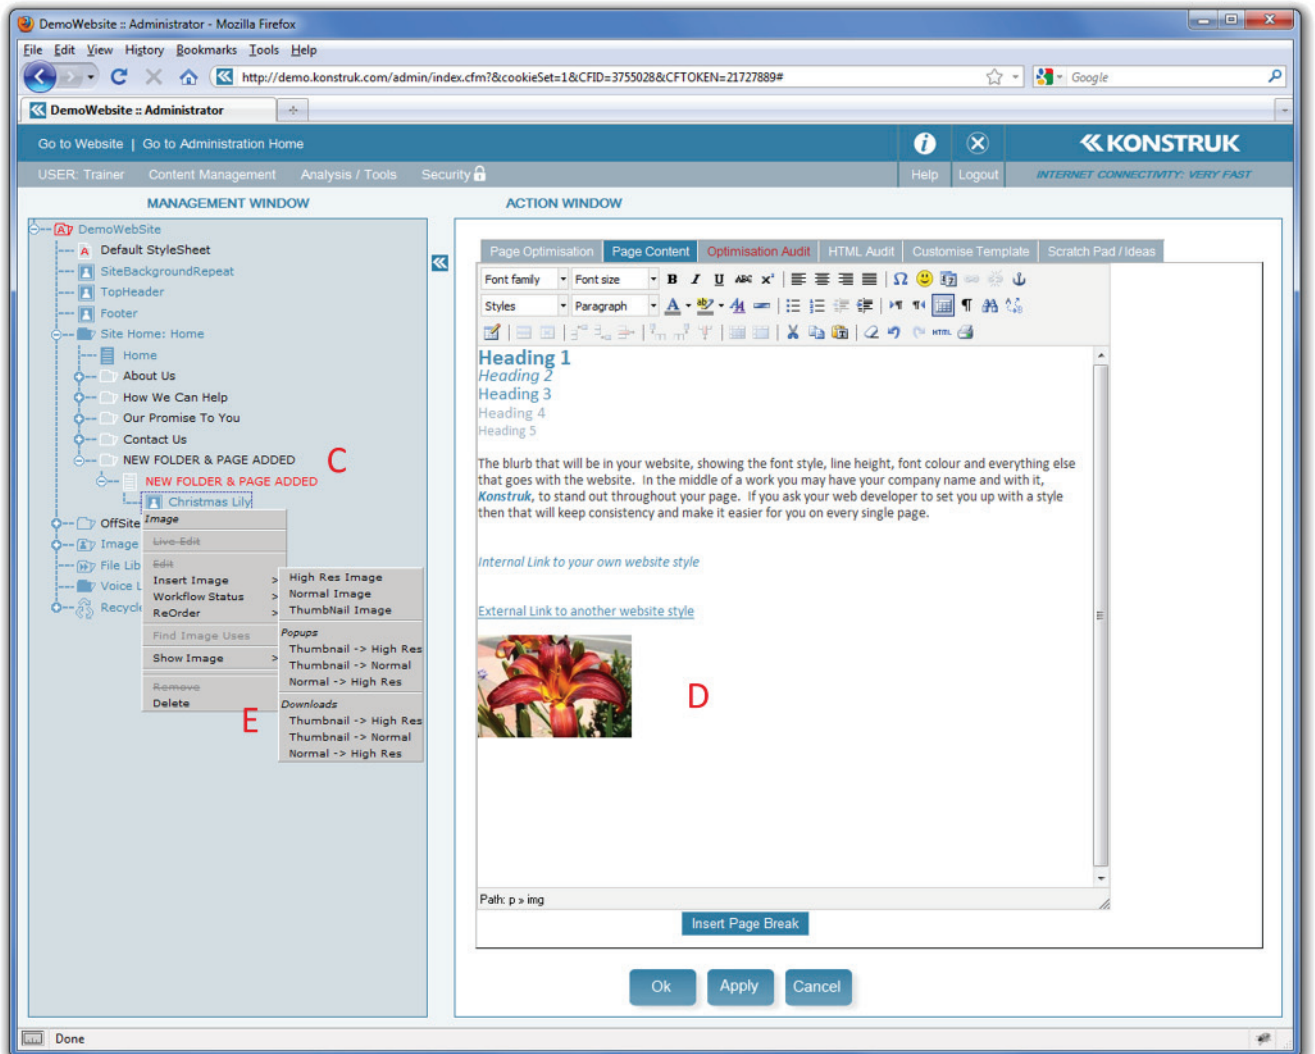 DemoWebsite :: Administrator - Mozilla Firefox
File Edit View History Bookmarks Tools Help
http://demo.konstruk.com/admin/index.cfm?&cookieSet=1&CFID=3755028&CFTOKEN=21727889#
Google
DemoWebsite :: Administrator
Go to Website | Go to Administration Home
KONSTRUK
USER: Trainer Content Management Analysis / Tools Security
Help Logout INTERNET CONNECTIVITY: VERY FAST
MANAGEMENT WINDOW
ACTION WINDOW
DemoWebSite
Default StyleSheet
SiteBackgroundRepeat
TopHeader
Footer
Site Home: Home
Home
About Us
How We Can Help
Our Promise To You
Contact Us
NEW FOLDER & PAGE ADDED
C
NEW FOLDER & PAGE ADDED
Christmas Lily
OffSite
Image
File Lib
Voice L
Recycle
Image
Live Edit
Edit
Insert Image >
Workflow Status >
ReOrder >
Find Image Uses
Show Image >
Remove
Delete
E
High Res Image
Normal Image
ThumbNail Image
Popups
Thumbnail -> High Res
Thumbnail -> Normal
Normal -> High Res
Downloads
Thumbnail -> High Res
Thumbnail -> Normal
Normal -> High Res
Page Optimisation Page Content Optimisation Audit HTML Audit Customise Template Scratch Pad / Ideas
Font family Font size B I U ABC x²
Styles Paragraph A ab A
HTML
Heading 1
Heading 2
Heading 3
Heading 4
Heading 5
The blurb that will be in your website, showing the font style, line height, font colour and everything else
that goes with the website. In the middle of a work you may have your company name and with it,
Konstruk, to stand out throughout your page. If you ask your web developer to set you up with a style
then that will keep consistency and make it easier for you on every single page.
Internal Link to your own website style
External Link to another website style
D
Path: p » img
Insert Page Break
Ok Apply Cancel
Done